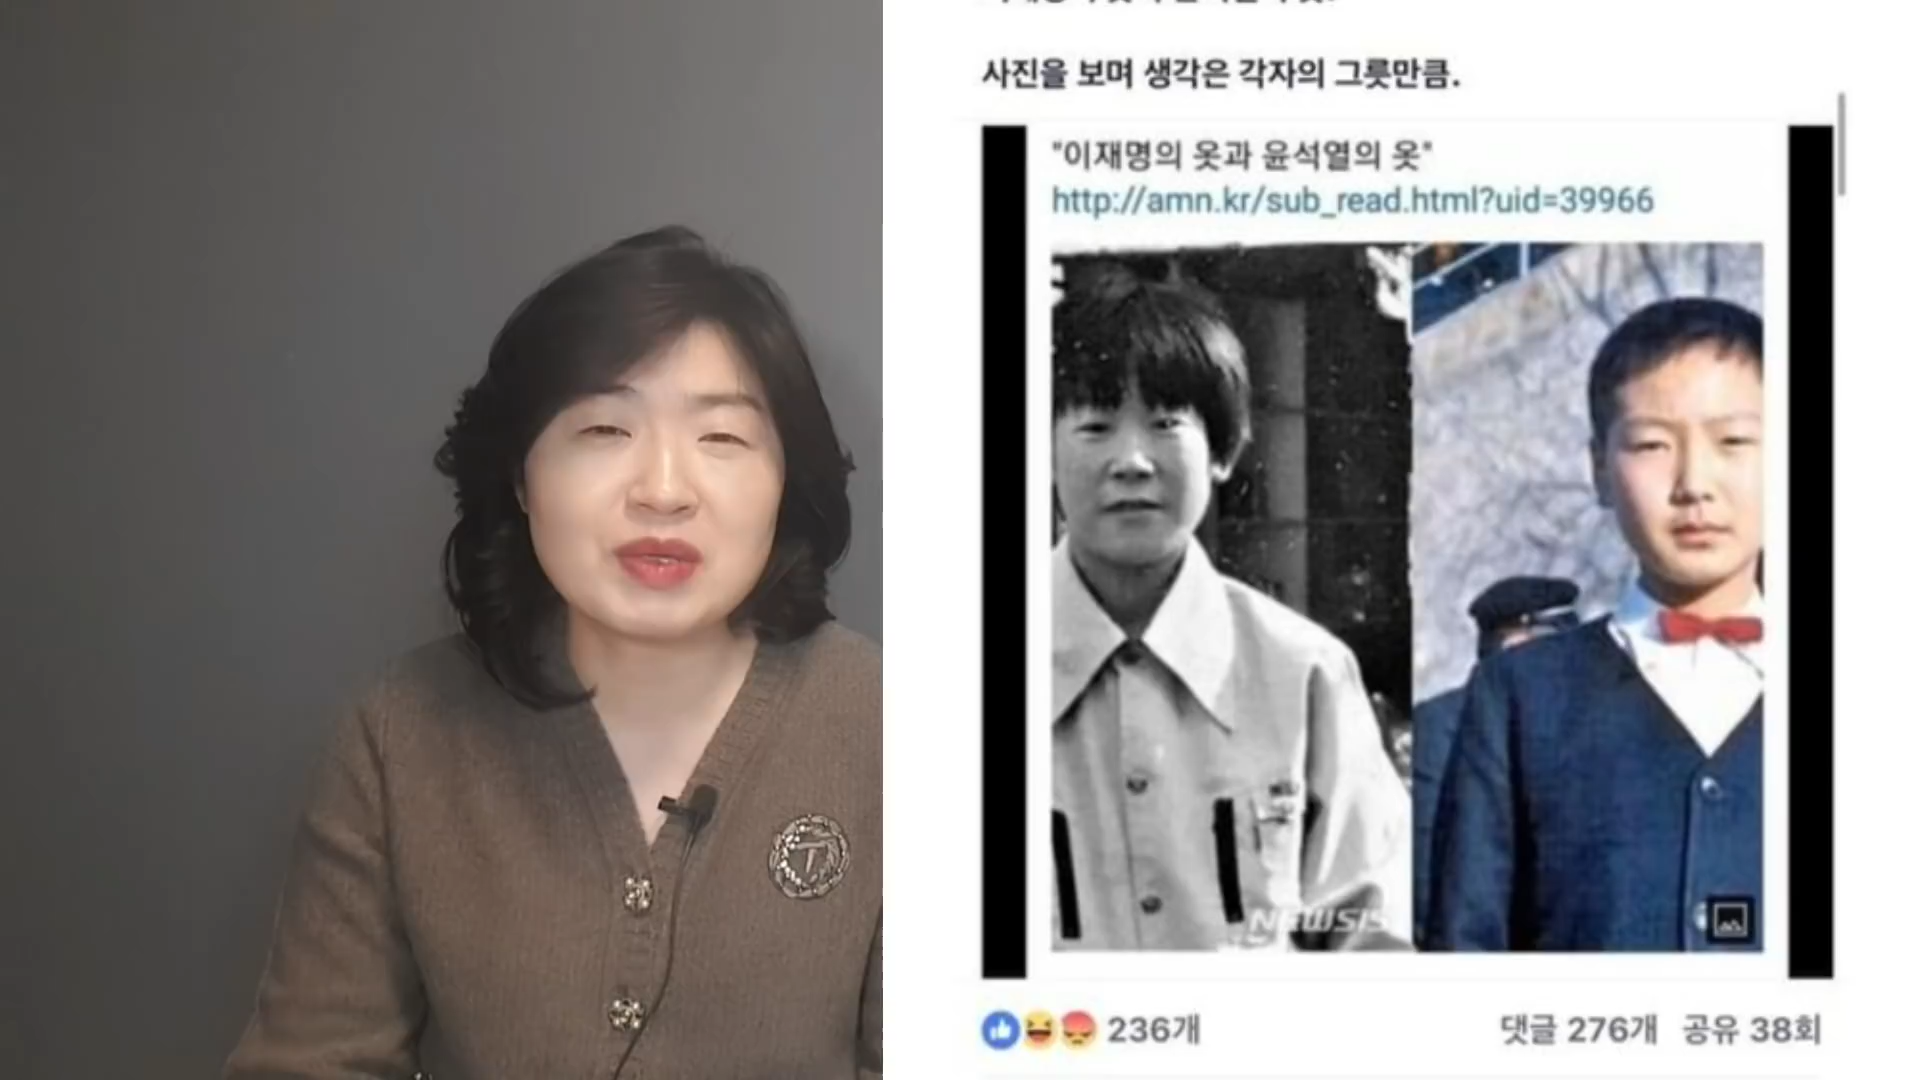 사진을 보며 생각은 각자의 그릇만큼.
"이재명의 옷과 윤석열의 옷"
http://amn.kr/sub_read.html?uid=39966
NEWSIS
236개
댓글 276개 공유 38회